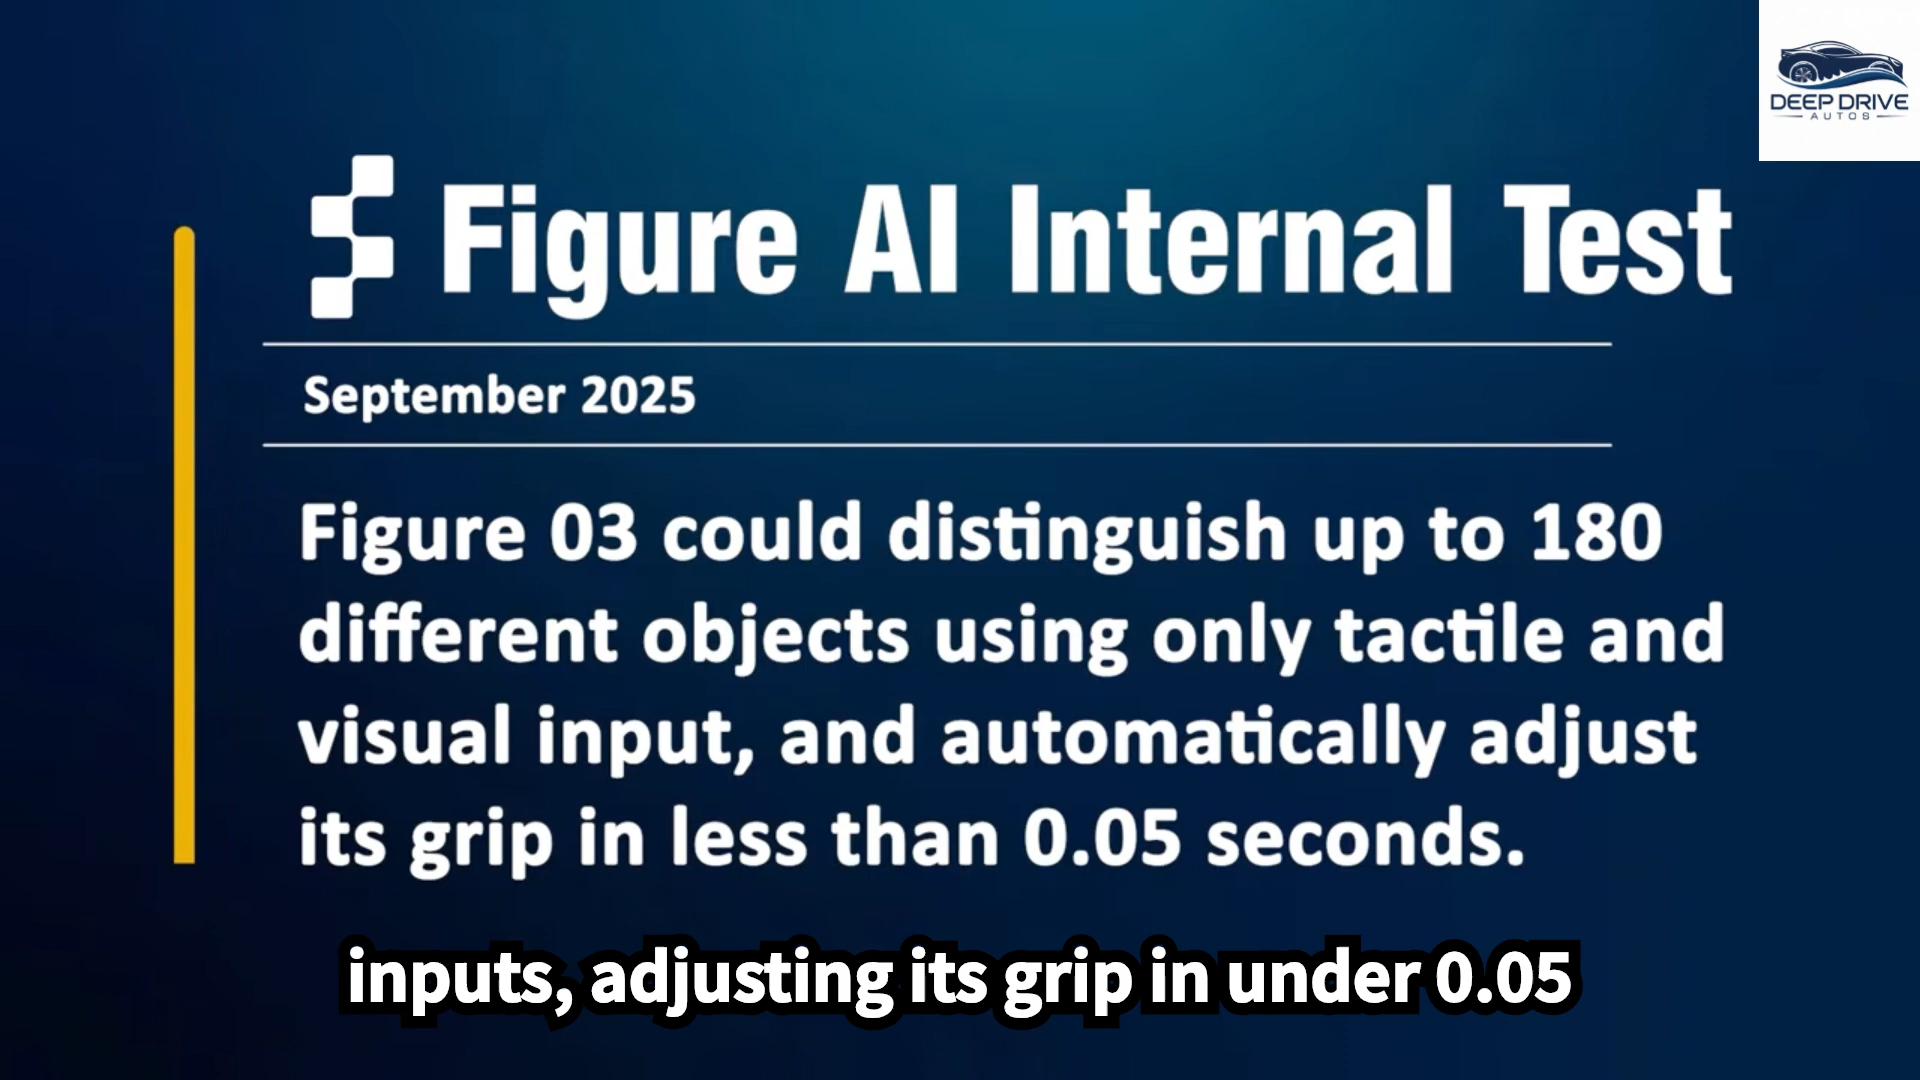 DEEP DRIVE
AUTOS
Figure AI Internal Test
September 2025
Figure 03 could distinguish up to 180
different objects using only tactile and
visual input, and automatically adjust
its grip in less than 0.05 seconds.
inputs, adjusting its grip in under 0.05